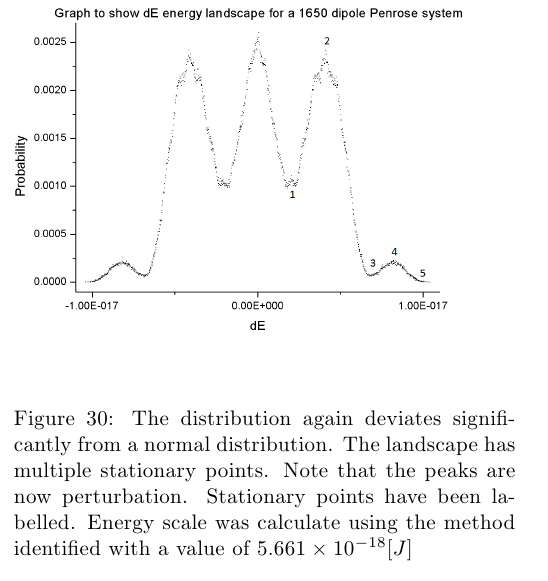 Graph to show dE energy landscape for a 1650 dipole Penrose system
0.0025
0.0020
0.0015
0.0010
0.0005
0.0000
Probability
2
1
3
4
5
-1.00E-017
0.00E+000
1.00E-017
dE
Figure 30: The distribution again deviates signifi-
cantly from a normal distribution. The landscape has
multiple stationary points. Note that the peaks are
now perturbation. Stationary points have been la-
belled. Energy scale was calculate using the method
identified with a value of 5.661 × 10⁻¹⁸[J]